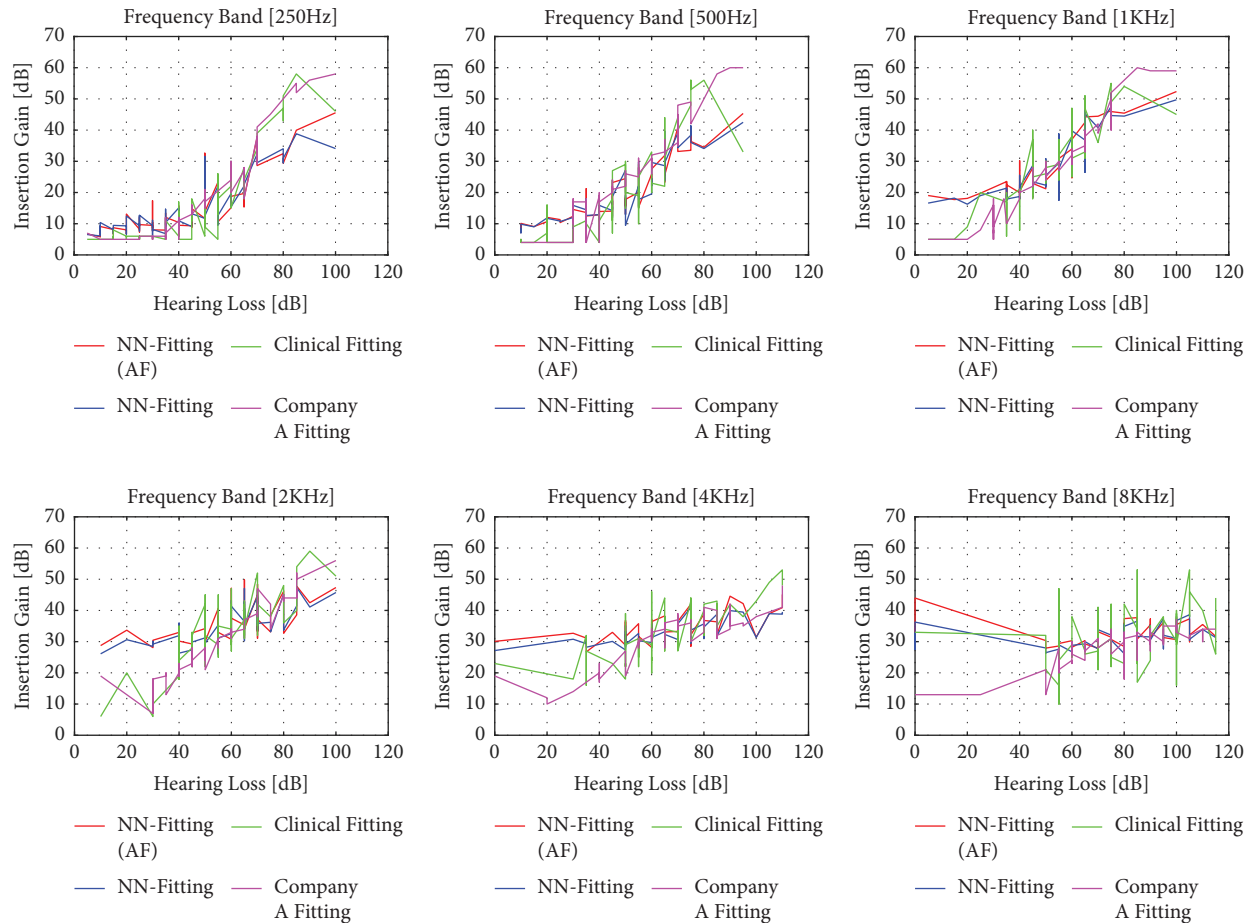 Frequency Band [250Hz]
Insertion Gain [dB]
70
60
50
40
30
20
10
0
0 20 40 60 80 100 120
Hearing Loss [dB]
NN-Fitting
(AF)
Clinical Fitting
NN-Fitting
Company
A Fitting
Frequency Band [500Hz]
Insertion Gain [dB]
70
60
50
40
30
20
10
0
0 20 40 60 80 100 120
Hearing Loss [dB]
NN-Fitting
(AF)
Clinical Fitting
NN-Fitting
Company
A Fitting
Frequency Band [1KHz]
Insertion Gain [dB]
70
60
50
40
30
20
10
0
0 20 40 60 80 100 120
Hearing Loss [dB]
NN-Fitting
(AF)
Clinical Fitting
NN-Fitting
Company
A Fitting
Frequency Band [2KHz]
Insertion Gain [dB]
70
60
50
40
30
20
10
0
0 20 40 60 80 100 120
Hearing Loss [dB]
NN-Fitting
(AF)
Clinical Fitting
NN-Fitting
Company
A Fitting
Frequency Band [4KHz]
Insertion Gain [dB]
70
60
50
40
30
20
10
0
0 20 40 60 80 100 120
Hearing Loss [dB]
NN-Fitting
(AF)
Clinical Fitting
NN-Fitting
Company
A Fitting
Frequency Band [8KHz]
Insertion Gain [dB]
70
60
50
40
30
20
10
0
0 20 40 60 80 100 120
Hearing Loss [dB]
NN-Fitting
(AF)
Clinical Fitting
NN-Fitting
Company
A Fitting